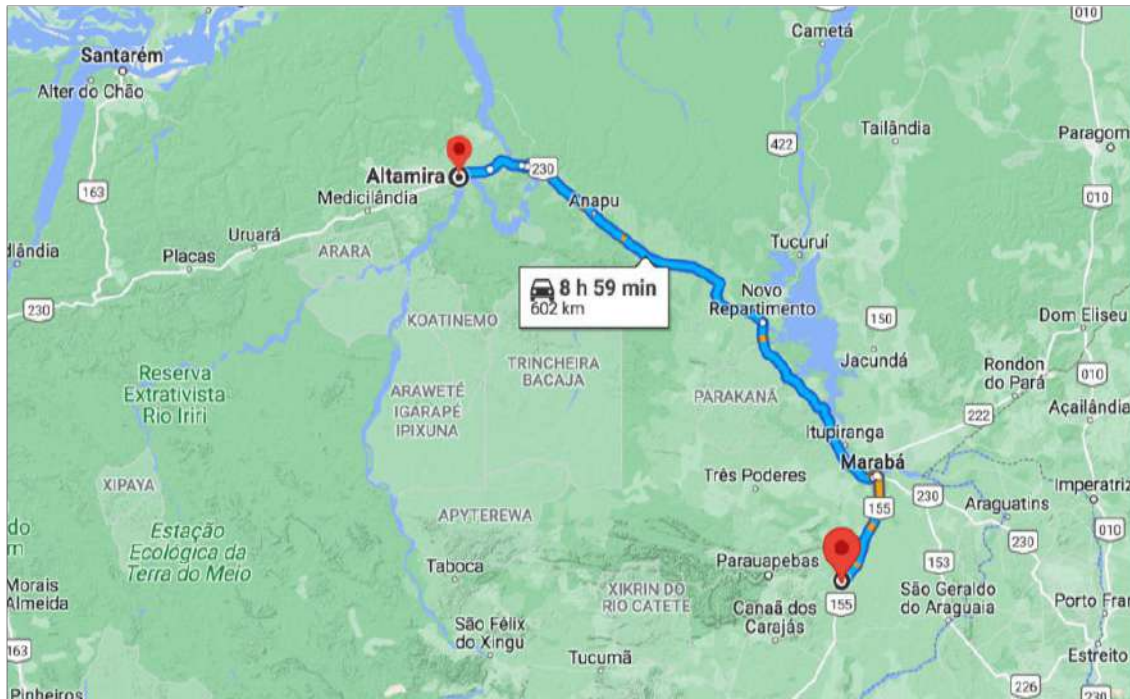 010
Cametá
Santarém
Alter do Chão
422
Tailândia
Paragom
163
Altamira
230
010
Medicilândia
Anapu
Uruará
ARARA
Tucuruí
dlândia
Placas
8 h 59 min
602 km
Novo
Repartimento
230
KOATINEMO
150
Dom Eliseu
TRINCHEIRA
BACAJA
Jacundá
Rondon
do Pará
010
Reserva
Extrativista
Rio Iriri
ARAWETÉ
IGARAPÉ
IPIXUNA
PARAKANÃ
222
Açailândia
Itupiranga
Marabá
XIPAYA
Três Poderes
230
Imperatriz
155
Araguatins
APYTEREWA
do
m
Estação
Ecológica da
Terra do Meio
230
010
Taboca
Parauapebas
153
Morais
Almeida
XIKRIN DO
RIO CATETE
155
São Geraldo
do Araguaia
Porto Fran
Canaã dos
Carajás
São Félix
do Xingu
163
Tucumã
Estreito
226
230
Pinheiros